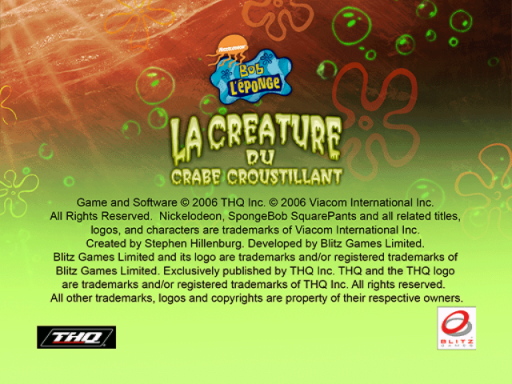 NICKELODEON
Bob
L'ÉPONGE
LA CREATURE
DU
CRABE CROUSTILLANT
Game and Software © 2006 THQ Inc. © 2006 Viacom International Inc.
All Rights Reserved.  Nickelodeon, SpongeBob SquarePants and all related titles,
logos, and characters are trademarks of Viacom International Inc.
Created by Stephen Hillenburg. Developed by Blitz Games Limited.
Blitz Games Limited and its logo are trademarks and/or registered trademarks of
Blitz Games Limited. Exclusively published by THQ Inc. THQ and the THQ logo
are trademarks and/or registered trademarks of THQ Inc. All rights reserved.
All other trademarks, logos and copyrights are property of their respective owners.
THQ
BLITZ
GAMES